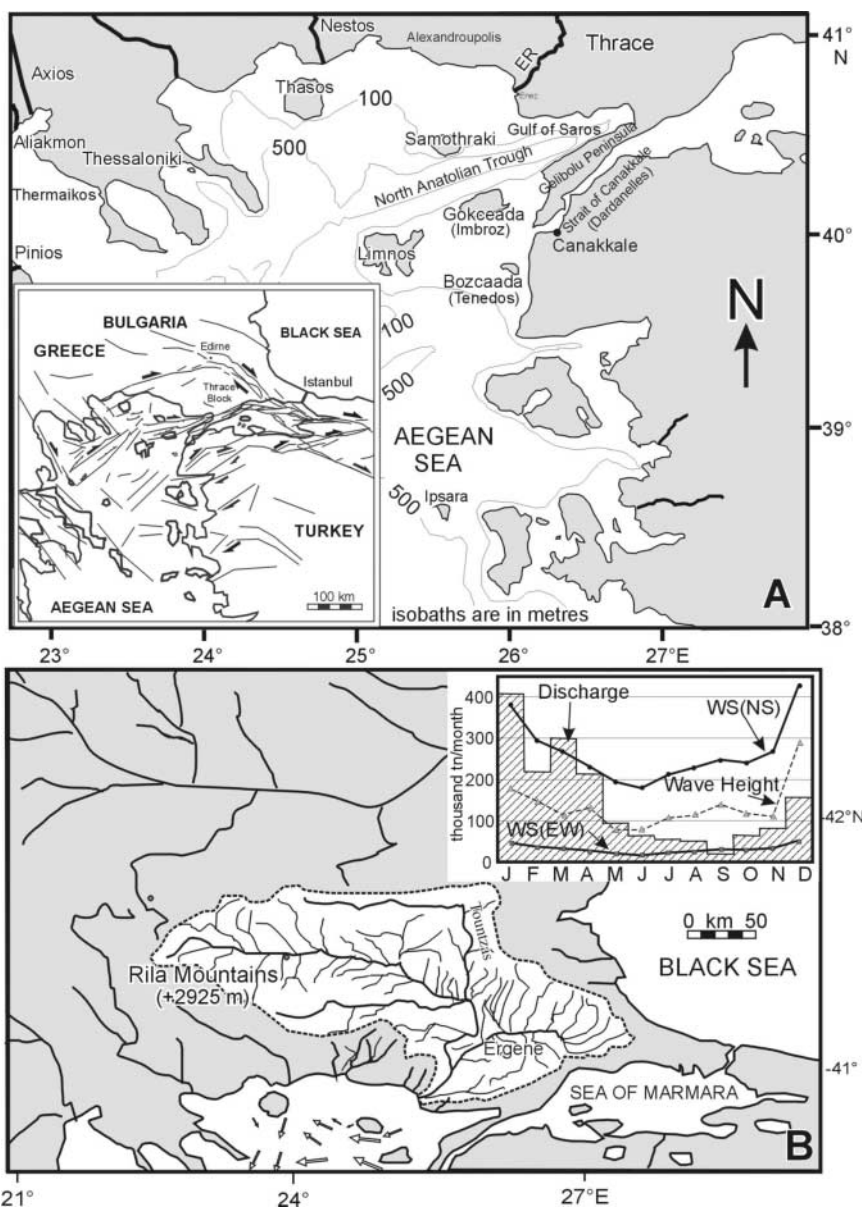 Nestos
Alexandroupolis
ER
Thrace
41°
N
Axios
Thasos
100
Aliakmon
Samothraki
Gulf of Saros
Thessaloniki
500
Gelibolu Peninsula
North Anatolian Trough
Strait of Canakkale
(Dardanelles)
Thermaikos
Gokceada
(Imbroz)
40°
Pinios
Limnos
Canakkale
Bozcaada
(Tenedos)
N
BULGARIA
BLACK SEA
100
GREECE
Edirne
500
Thrace
Block
Istanbul
AEGEAN
SEA
39°
Ipsara
500
TURKEY
AEGEAN SEA
100 km
isobaths are in metres
A
38°
23°
24°
25°
26°
27°E
400
Discharge
WS(NS)
300
200
Wave Height
100
WS(EW)
0
thousand tn/month
J F M A M J J A S O N D
42°N
Tountzas
0 km 50
Rila Mountains
(+2925 m)
BLACK SEA
Ergene
-41°
SEA OF MARMARA
B
21°
24°
27°E